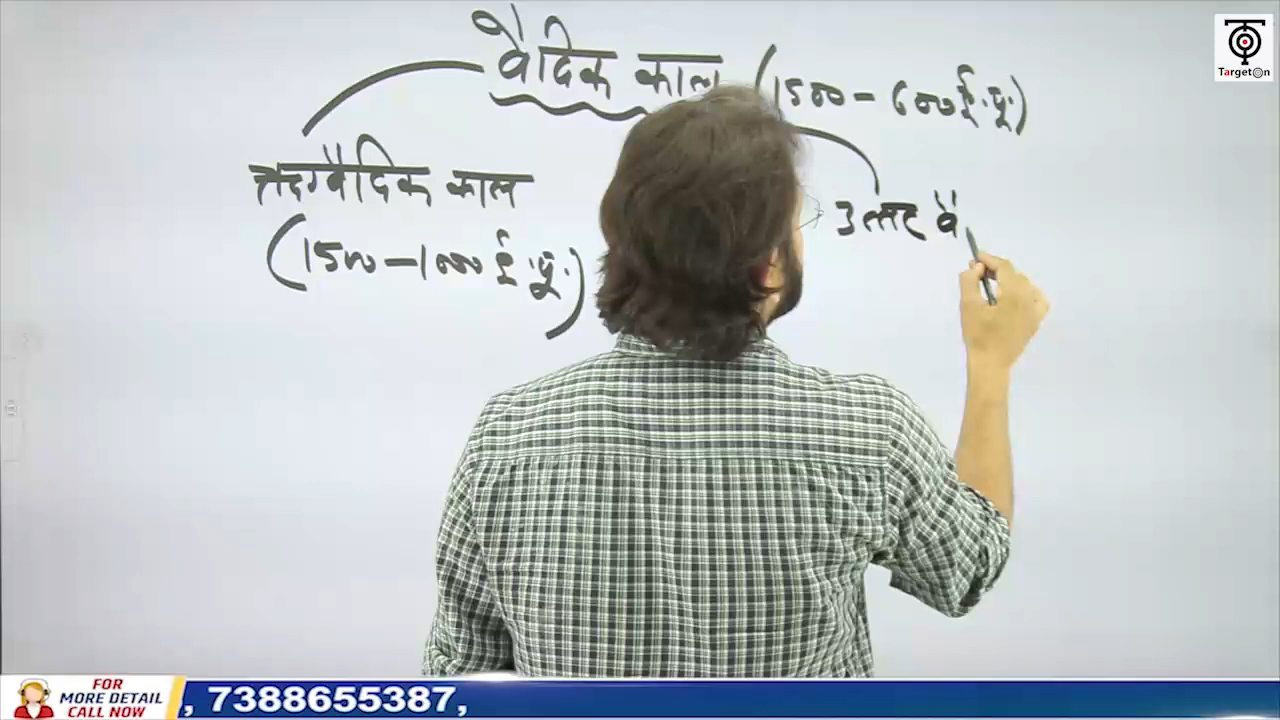 TargetOn
वैदिक काल (1500 - 600 ई.पू.)
ऋग्वैदिक काल
(1500 - 1000 ई.पू.)
उत्तर वै
FOR
MORE DETAIL
CALL NOW
, 7388655387,